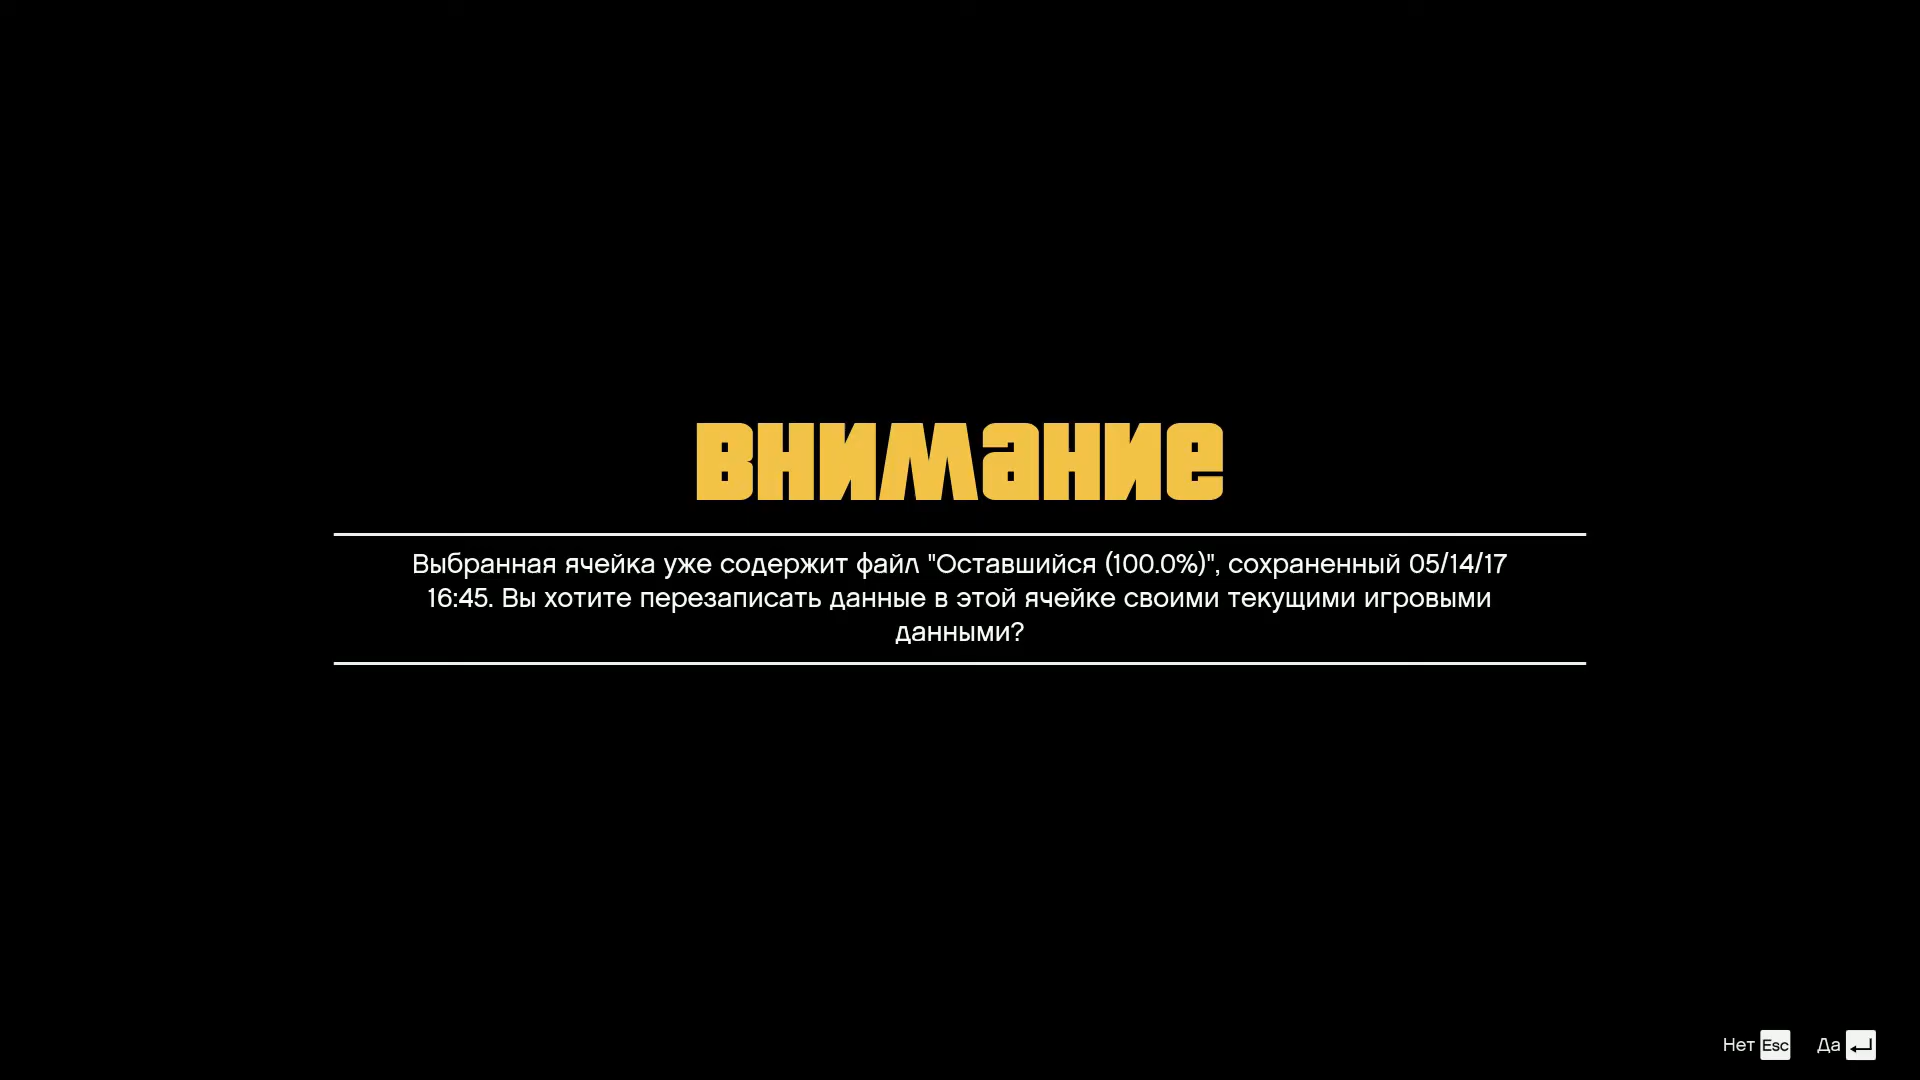 внимание
Выбранная ячейка уже содержит файл "Оставшийся (100.0%)", сохраненный 05/14/17
16:45. Вы хотите перезаписать данные в этой ячейке своими текущими игровыми
данными?
Нет Esc Да